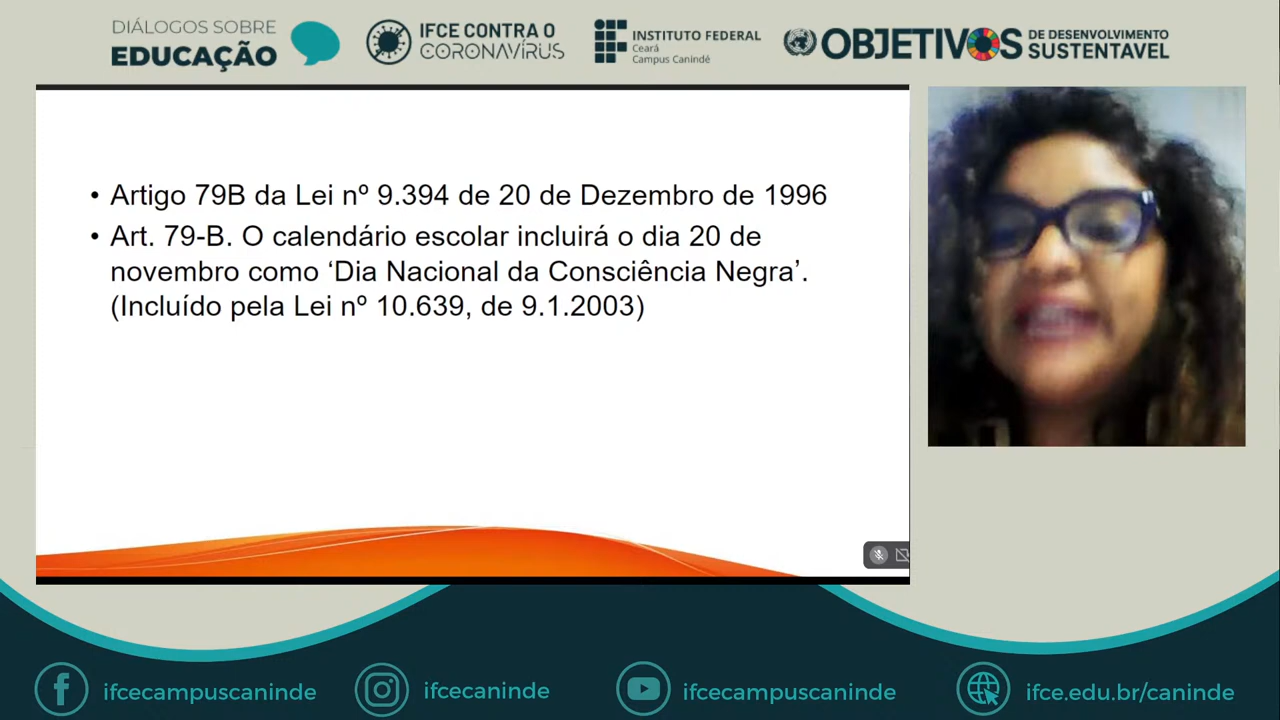 DIÁLOGOS SOBRE
EDUCAÇÃO
IFCE CONTRA O
CORONAVÍRUS
INSTITUTO FEDERAL
Ceará
Campus Canindé
OBJETIVOS
DE DESENVOLVIMENTO
SUSTENTAVEL
• Artigo 79B da Lei nº 9.394 de 20 de Dezembro de 1996
• Art. 79-B. O calendário escolar incluirá o dia 20 de
novembro como ‘Dia Nacional da Consciência Negra’.
(Incluído pela Lei nº 10.639, de 9.1.2003)
ifcecampuscaninde
ifcecaninde
ifcecampuscaninde
ifce.edu.br/caninde